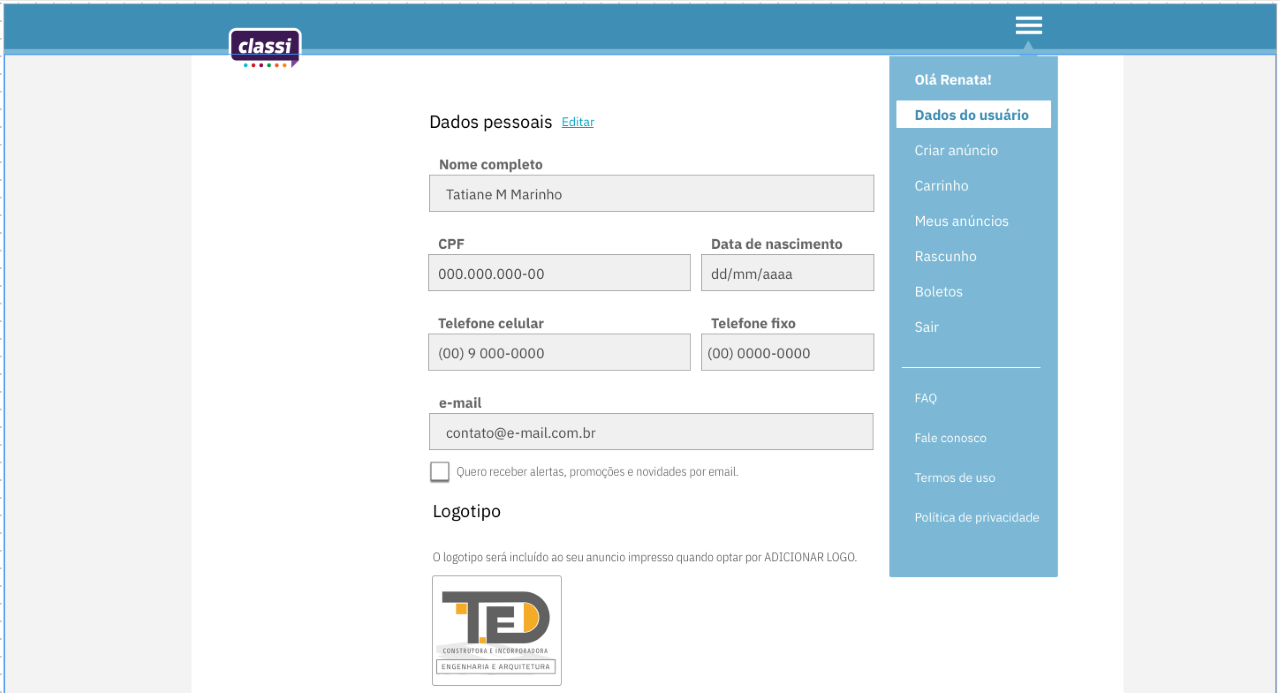 classi
Dados pessoais Editar
Nome completo
Tatiane M Marinho
CPF Data de nascimento
000.000.000-00 dd/mm/aaaa
Telefone celular Telefone fixo
(00) 9 000-0000 (00) 0000-0000
e-mail
contato@e-mail.com.br
Quero receber alertas, promoções e novidades por email.
Logotipo
O logotipo será incluído ao seu anuncio impresso quando optar por ADICIONAR LOGO.
TED
CONSTRUTORA E INCORPORADORA
ENGENHARIA E ARQUITETURA
Olá Renata!
Dados do usuário
Criar anúncio
Carrinho
Meus anúncios
Rascunho
Boletos
Sair
FAQ
Fale conosco
Termos de uso
Política de privacidade